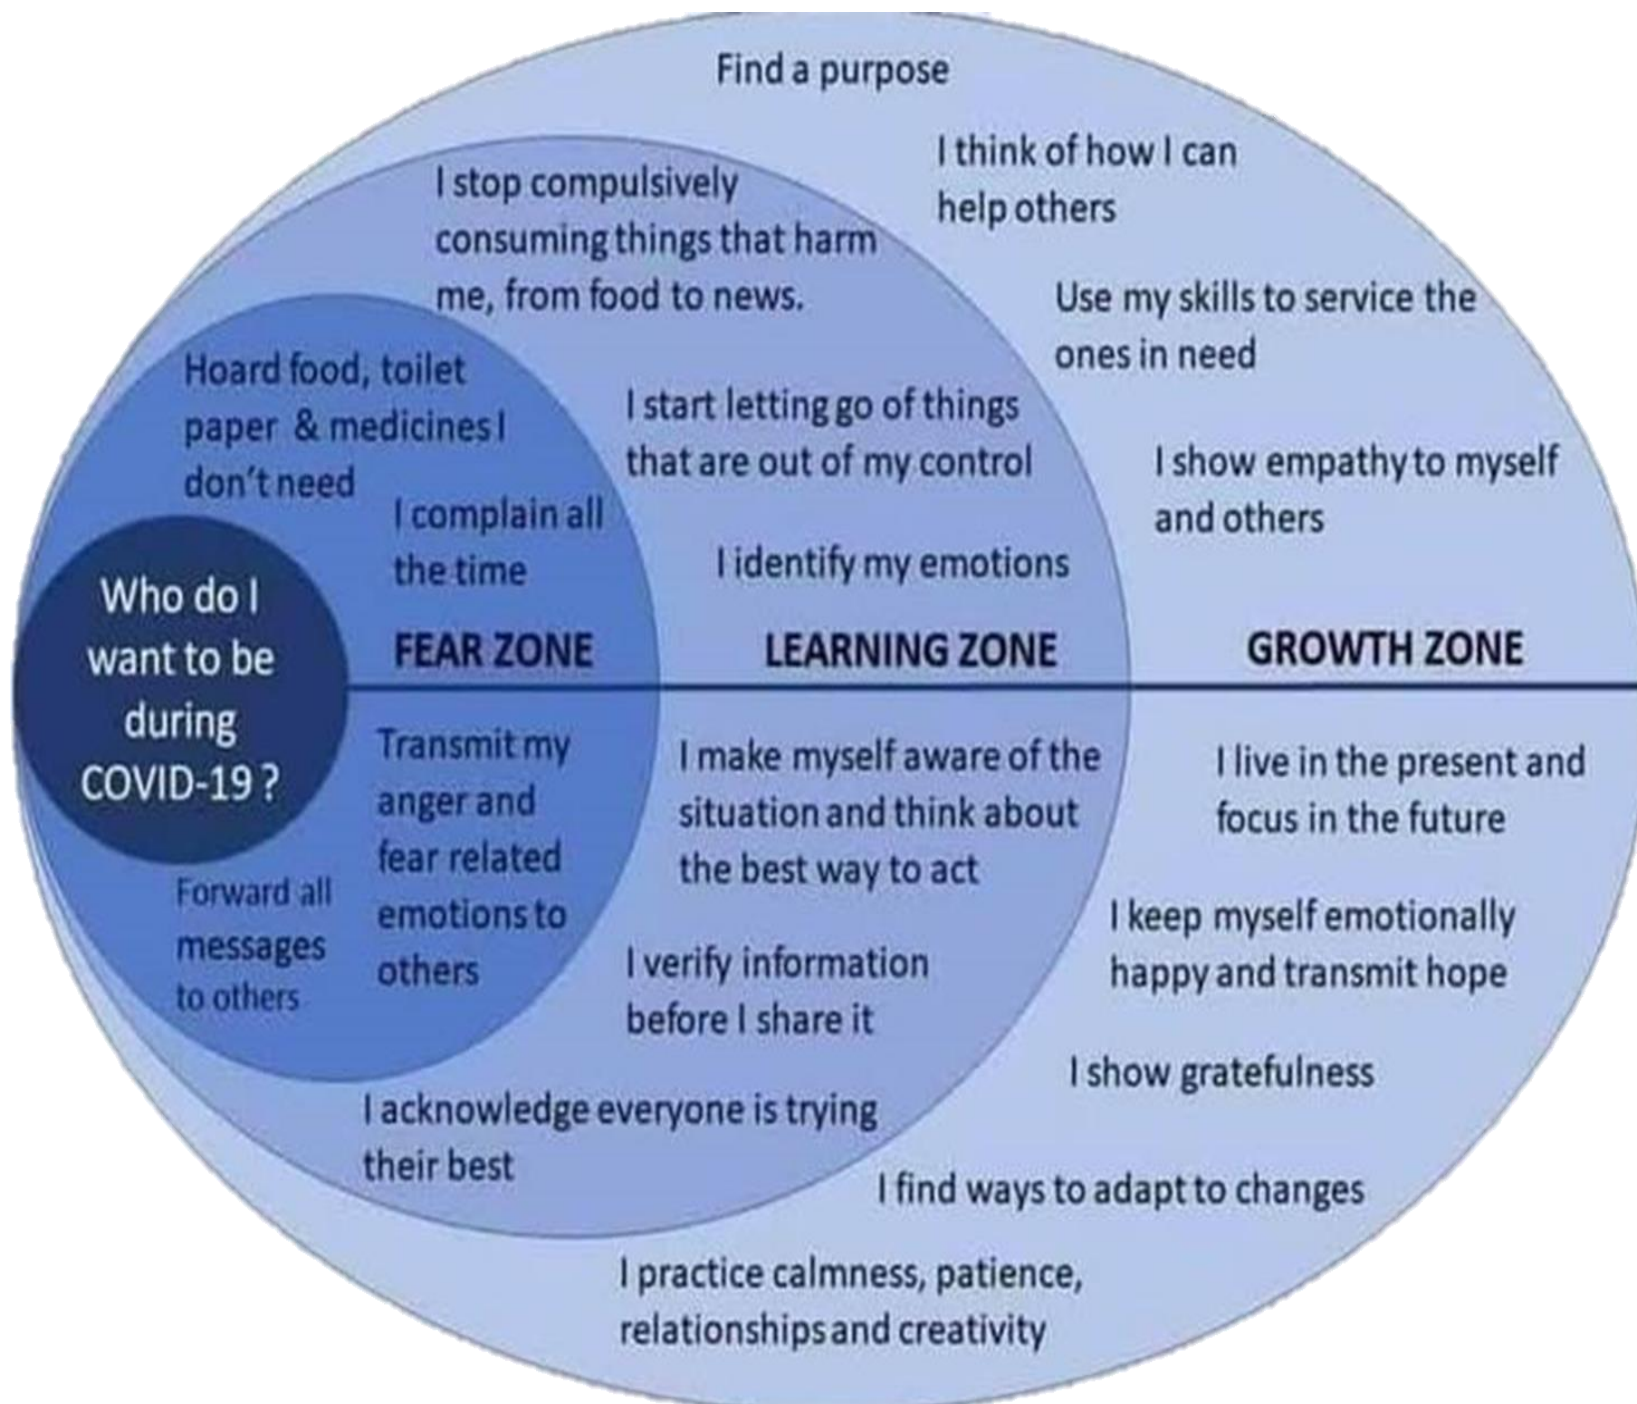 Find a purpose
I think of how I can
help others
Use my skills to service the
ones in need
I show empathy to myself
and others
I stop compulsively
consuming things that harm
me, from food to news.
I start letting go of things
that are out of my control
I identify my emotions
Hoard food, toilet
paper & medicines I
don't need
I complain all
the time
Who do I
want to be
during
COVID-19 ?
FEAR ZONE
LEARNING ZONE
GROWTH ZONE
Transmit my
anger and
fear related
emotions to
others
Forward all
messages
to others
I make myself aware of the
situation and think about
the best way to act
I verify information
before I share it
I acknowledge everyone is trying
their best
I live in the present and
focus in the future
I keep myself emotionally
happy and transmit hope
I show gratefulness
I find ways to adapt to changes
I practice calmness, patience,
relationships and creativity